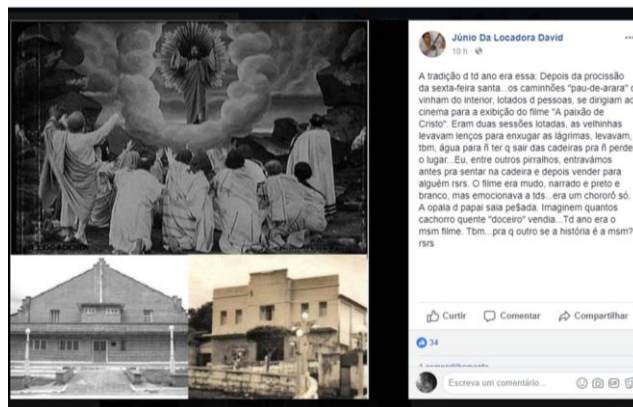 LOCADORA
Júnio Da Locadora David
10 h ·
A tradição d td ano era essa: Depois da procissão
da sexta-feira santa...os caminhões "pau-de-arara" q
vinham do interior, lotados d pessoas, se dirigiam ao
cinema para a exibição do filme "A paixão de
Cristo". Eram duas sessões lotadas, as velhinhas
levavam lenços para enxugar as lágrimas, levavam,
tbm, água para ñ ter q sair das cadeiras pra ñ perde
o lugar...Eu, entre outros pirralhos, entravámos
antes pra sentar na cadeira e depois vender para
alguém rsrs. O filme era mudo, narrado e preto e
branco, mas emocionava a tds...era um chororô só.
A opala d papai saia pe$ada. Imaginem quantos
cachorro quente "doceiro" vendia...Td ano era o
msm filme. Tbm...pra q outro se a história é a msm?
rsrs
Curtir Comentar Compartilhar
34
Escreva um comentário...